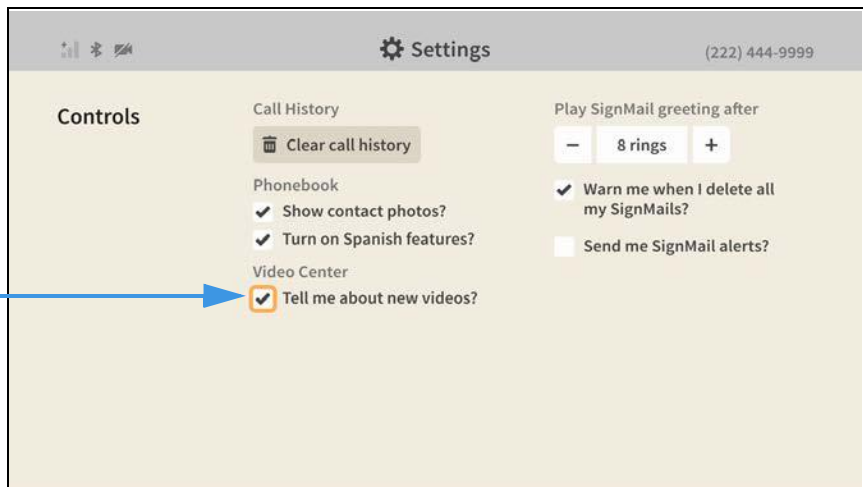 Settings
(222) 444-9999
Controls
Call History
Clear call history
Phonebook
Show contact photos?
Turn on Spanish features?
Video Center
Tell me about new videos?
Play SignMail greeting after
− 8 rings +
Warn me when I delete all
my SignMails?
Send me SignMail alerts?